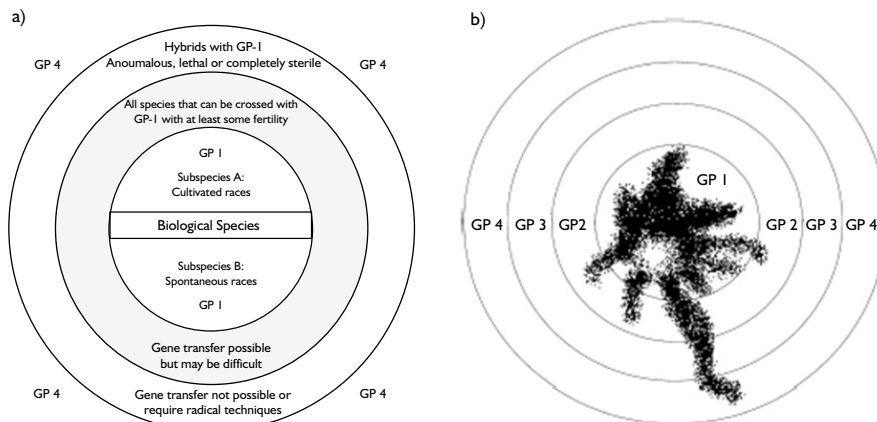 a)
Hybrids with GP-1
GP 4
Anoumalous, lethal or completely sterile
GP 4
All species that can be crossed with
GP-1 with at least some fertility
GP 1
Subspecies A:
Cultivated races
Biological Species
Subspecies B:
Spontaneous races
GP 1
Gene transfer possible
but may be difficult
GP 4
Gene transfer not possible or
require radical techniques
GP 4
b)
GP 1
GP 4
GP 3
GP2
GP 2
GP 3
GP 4